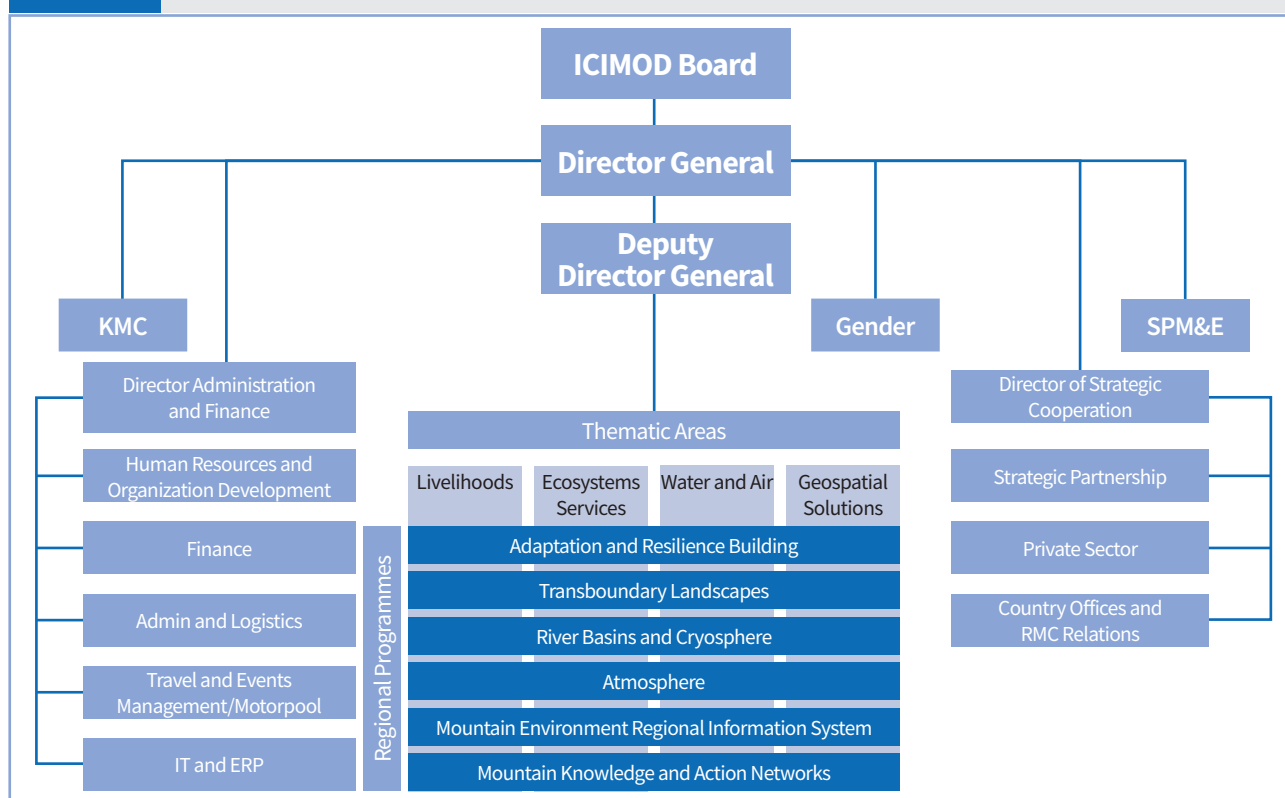 ICIMOD Board
Director General
Deputy
Director General
KMC
Gender
SPM&E
Director Administration
and Finance
Human Resources and
Organization Development
Finance
Admin and Logistics
Travel and Events
Management/Motorpool
IT and ERP
Thematic Areas
Livelihoods
Ecosystems
Services
Water and Air
Geospatial
Solutions
Regional Programmes
Adaptation and Resilience Building
Transboundary Landscapes
River Basins and Cryosphere
Atmosphere
Mountain Environment Regional Information System
Mountain Knowledge and Action Networks
Director of Strategic
Cooperation
Strategic Partnership
Private Sector
Country Offices and
RMC Relations